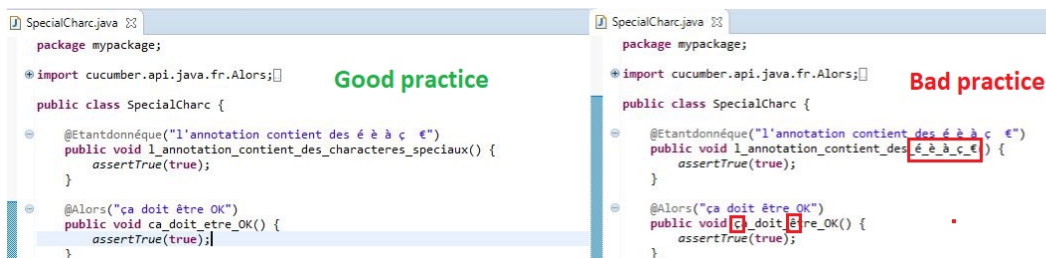 SpecialCharc.java
package mypackage;
import cucumber.api.java.fr.Alors;
Good practice
public class SpecialCharc {
@Etantdonnéque("l'annotation contient des é è à ç €")
public void l_annotation_contient_des_characteres_speciaux() {
assertTrue(true);
}
@Alors("ça doit être OK")
public void ca_doit_etre_OK() {
assertTrue(true);
}
SpecialCharc.java
package mypackage;
import cucumber.api.java.fr.Alors;
Bad practice
public class SpecialCharc {
@Etantdonnéque("l'annotation contient des é è à ç €")
public void l_annotation_contient_des_é_è_à_ç_€() {
assertTrue(true);
}
@Alors("ça doit être OK")
public void ça_doit_être_OK() {
assertTrue(true);
}